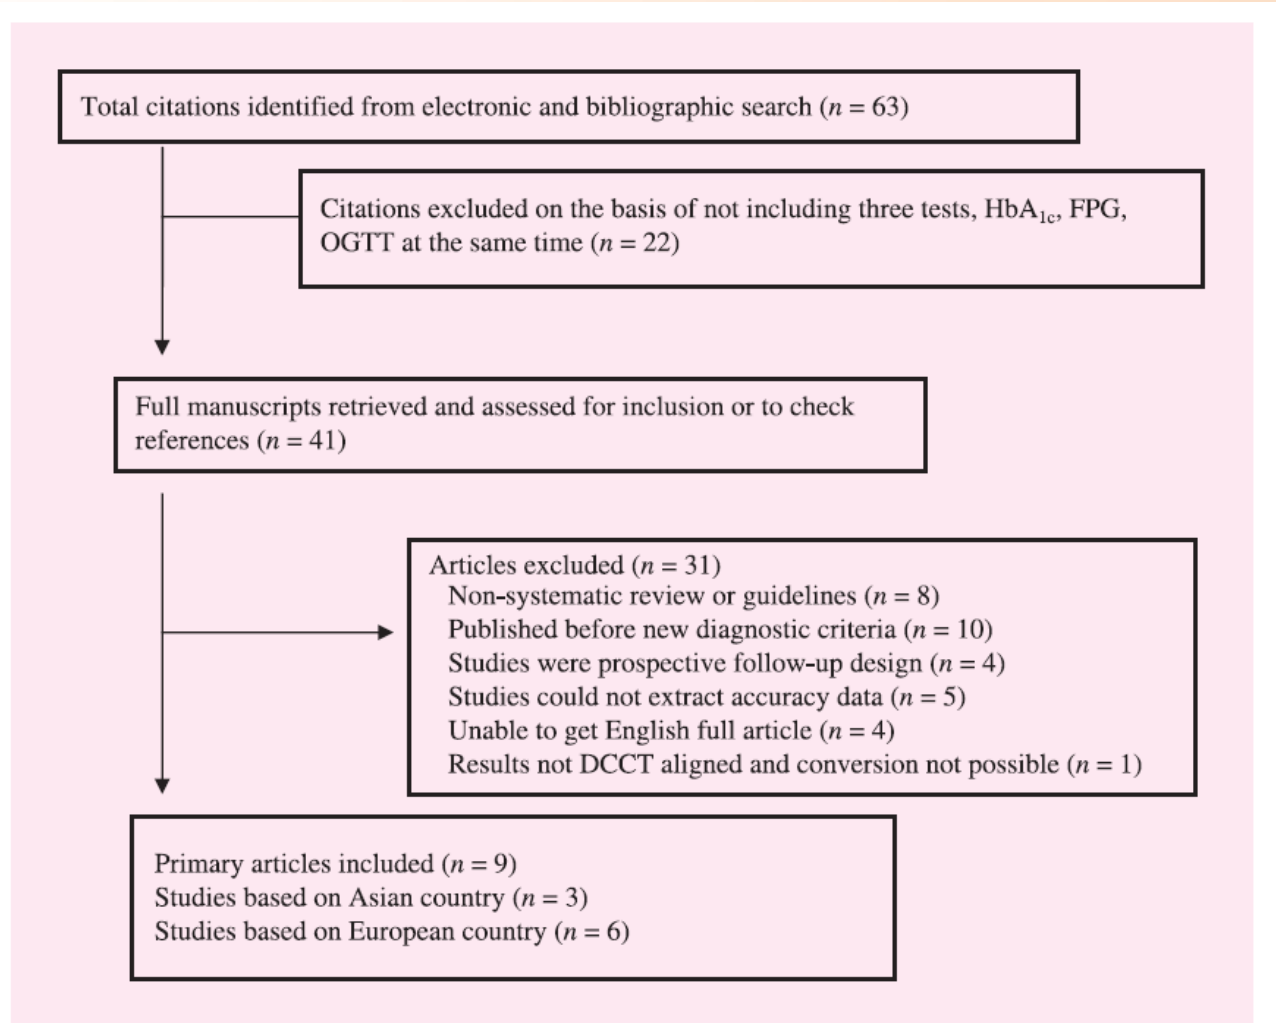 Total citations identified from electronic and bibliographic search (n = 63)
Citations excluded on the basis of not including three tests, HbA1c, FPG,
OGTT at the same time (n = 22)
Full manuscripts retrieved and assessed for inclusion or to check
references (n = 41)
Articles excluded (n = 31)
Non-systematic review or guidelines (n = 8)
Published before new diagnostic criteria (n = 10)
Studies were prospective follow-up design (n = 4)
Studies could not extract accuracy data (n = 5)
Unable to get English full article (n = 4)
Results not DCCT aligned and conversion not possible (n = 1)
Primary articles included (n = 9)
Studies based on Asian country (n = 3)
Studies based on European country (n = 6)